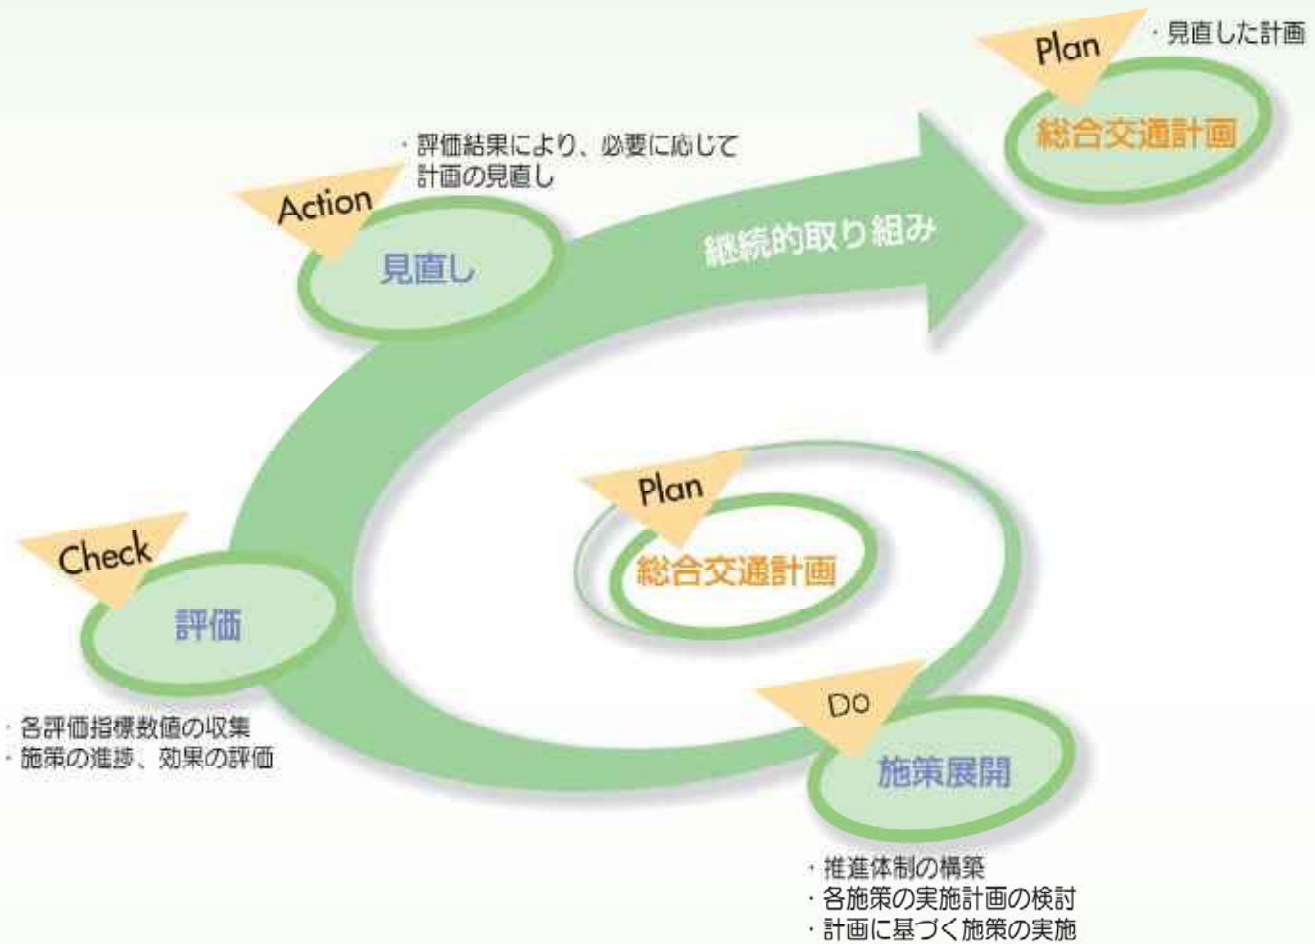 Plan
・見直した計画
総合交通計画
・評価結果により、必要に応じて
計画の見直し
Action
見直し
継続的取り組み
Plan
総合交通計画
Check
評価
・各評価指標数値の収集
・施策の進捗、効果の評価
Do
施策展開
・推進体制の構築
・各施策の実施計画の検討
・計画に基づく施策の実施